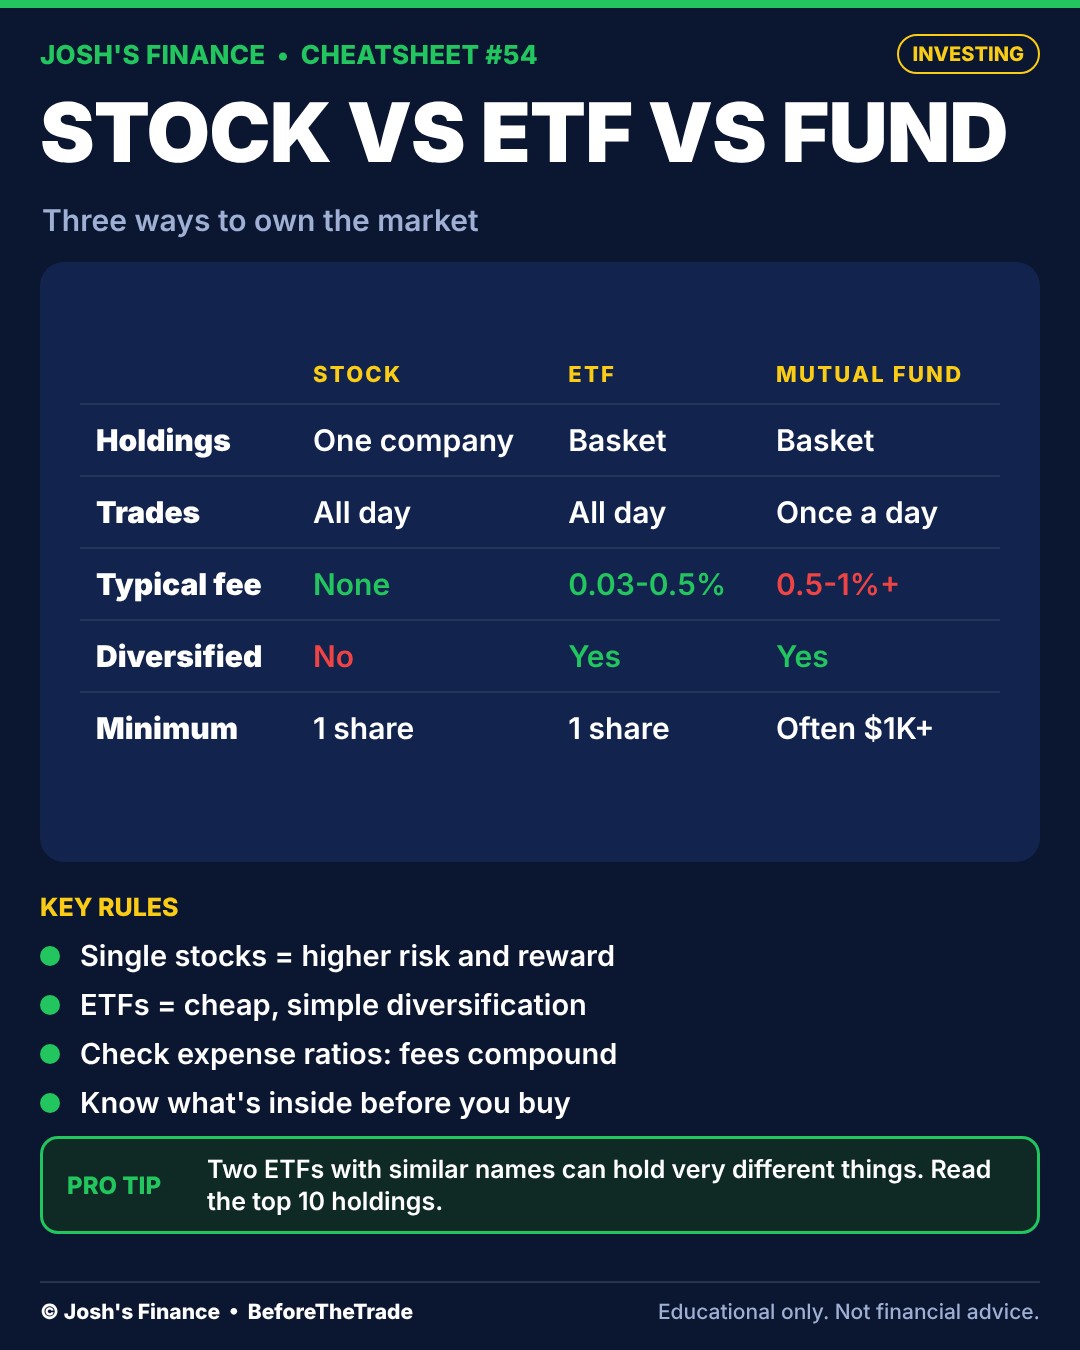 JOSH'S FINANCE • CHEATSHEET #54
INVESTING
STOCK VS ETF VS FUND
Three ways to own the market
STOCK ETF MUTUAL FUND
Holdings One company Basket Basket
Trades All day All day Once a day
Typical fee None 0.03-0.5% 0.5-1%+
Diversified No Yes Yes
Minimum 1 share 1 share Often $1K+
KEY RULES
Single stocks = higher risk and reward
ETFs = cheap, simple diversification
Check expense ratios: fees compound
Know what's inside before you buy
PRO TIP
Two ETFs with similar names can hold very different things. Read
the top 10 holdings.
© Josh's Finance • BeforeTheTrade
Educational only. Not financial advice.